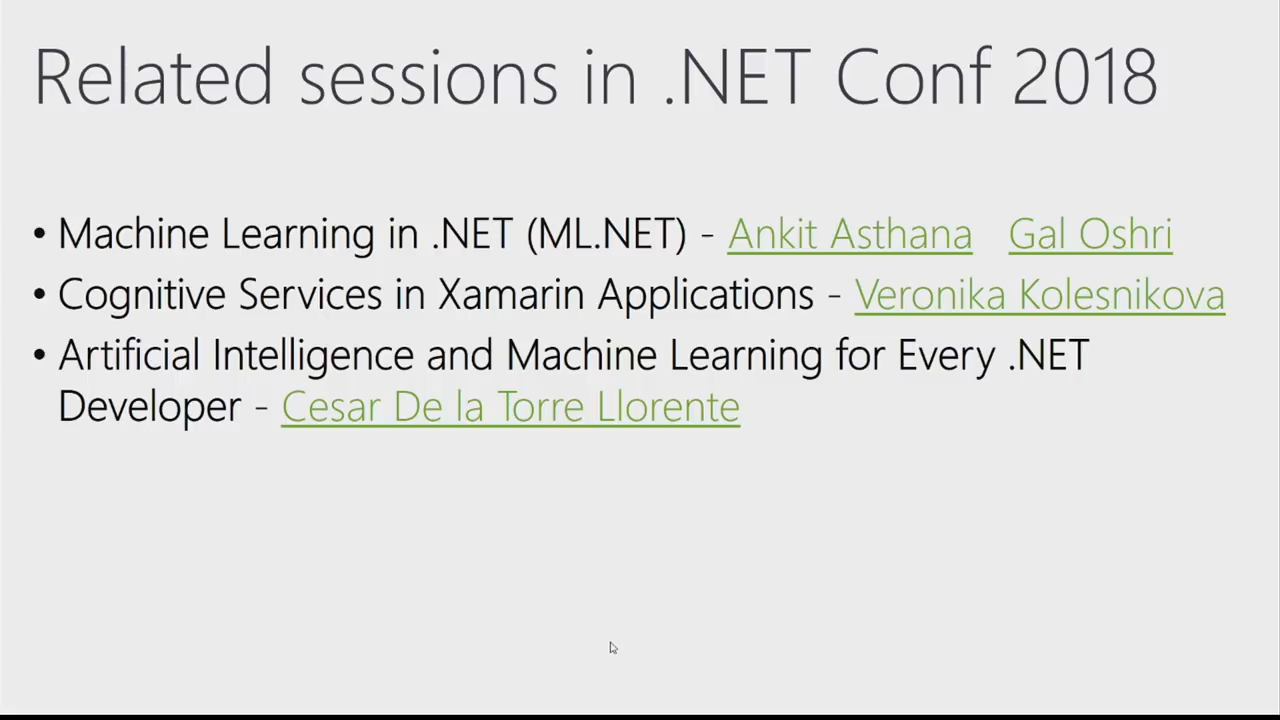 Related sessions in .NET Conf 2018
• Machine Learning in .NET (ML.NET) - Ankit Asthana Gal Oshri
• Cognitive Services in Xamarin Applications - Veronika Kolesnikova
• Artificial Intelligence and Machine Learning for Every .NET
Developer - Cesar De la Torre Llorente